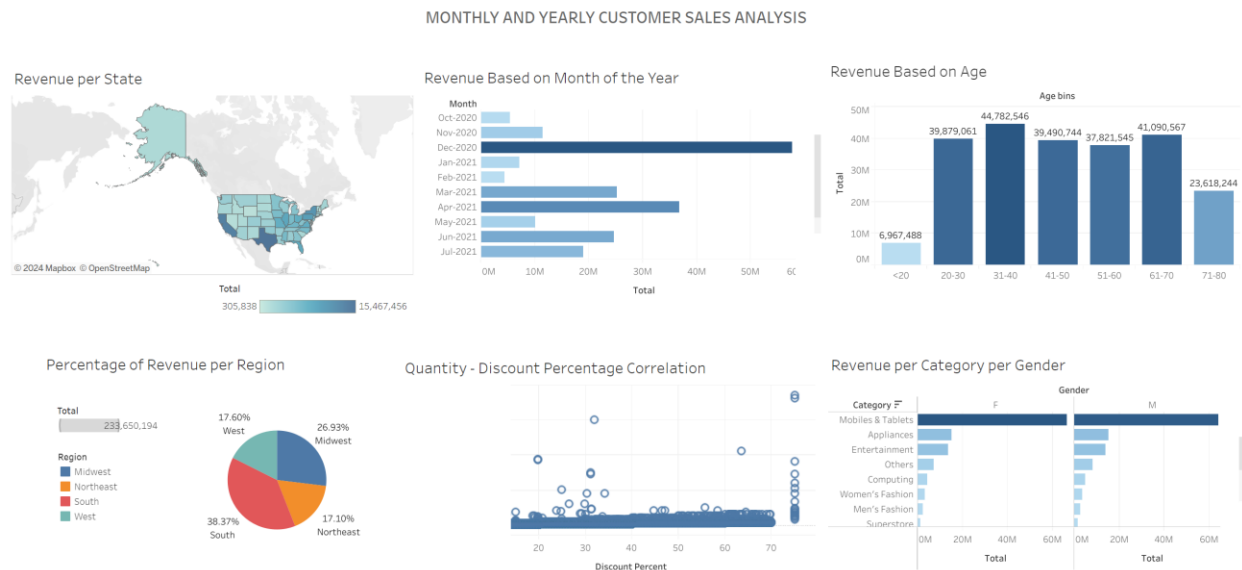 MONTHLY AND YEARLY CUSTOMER SALES ANALYSIS
Revenue per State
© 2024 Mapbox © OpenStreetMap
Total
305,838 15,467,456
Revenue Based on Month of the Year
Month
Oct-2020
Nov-2020
Dec-2020
Jan-2021
Feb-2021
Mar-2021
Apr-2021
May-2021
Jun-2021
Jul-2021
0M 10M 20M 30M 40M 50M
Total
Revenue Based on Age
Age bins
50M
40M
30M
20M
10M
0M
Total
6,967,488
39,879,061
44,782,546
39,490,744
37,821,545
41,090,567
23,618,244
<20 20-30 31-40 41-50 51-60 61-70 71-80
Percentage of Revenue per Region
Total
233,650,194
Region
Midwest
Northeast
South
West
17.60%
West
26.93%
Midwest
38.37%
South
17.10%
Northeast
Quantity - Discount Percentage Correlation
20 30 40 50 60 70
Discount Percent
Revenue per Category per Gender
Gender
Category F M
Mobiles & Tablets
Appliances
Entertainment
Others
Computing
Women's Fashion
Men's Fashion
Superstore
0M 20M 40M 60M 0M 20M 40M 60M
Total Total